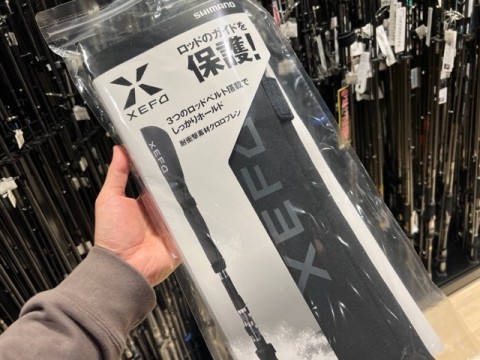 SHIMANO
ロッドのガイドを
保護!
XEFO
3つのロッドベルト搭載で
しっかりホールド
耐衝撃素材クロロプレン
XEFO
XEFO